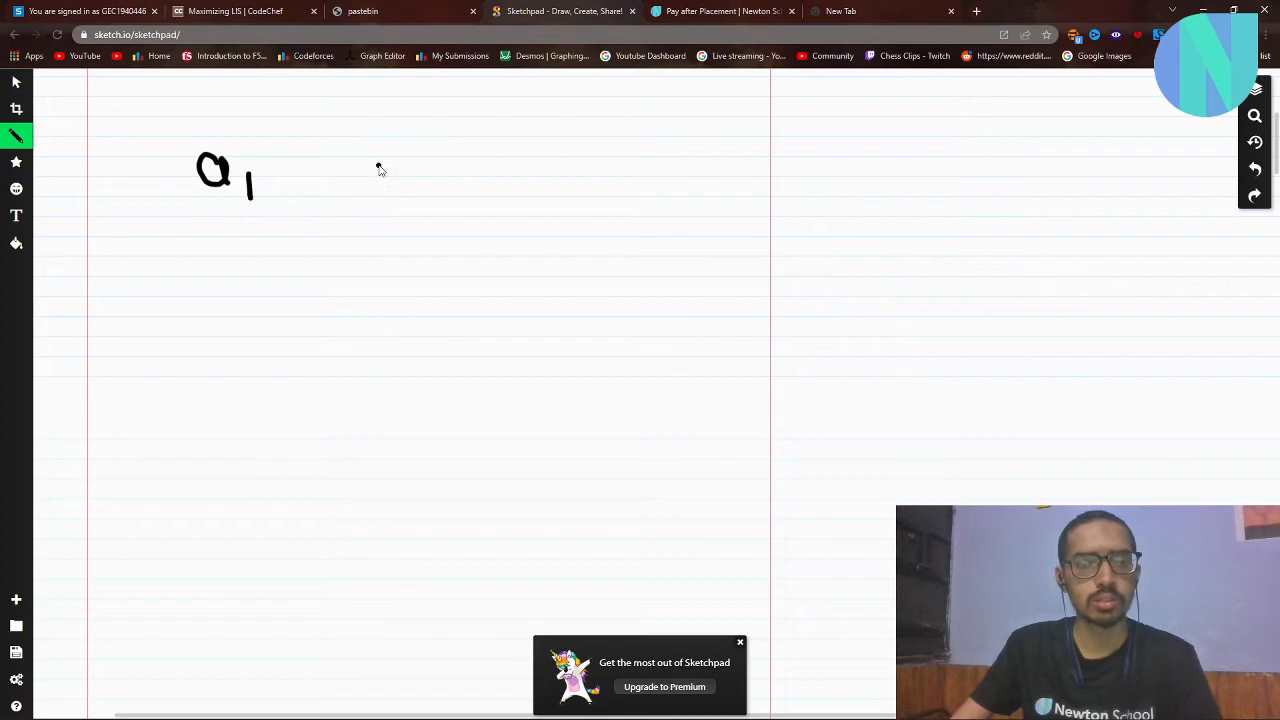 You are signed as GEC1940446
Maximizing LIS | CodeChef
pastebin
Sketchpad - Draw, Create, Share!
Pay after Placement | Newton Sc
New Tab
sketch.io/sketchpad/
Apps
YouTube
Home
Introduction to F5...
Codeforces
Graph Editor
My Submissions
Desmos | Graphing...
Youtube Dashboard
Live streaming - Yo...
Community
Chess Clips - Twitch
https://www.reddit...
Google Images
list
a1
Get the most out of Sketchpad
Upgrade to Premium
Newton School